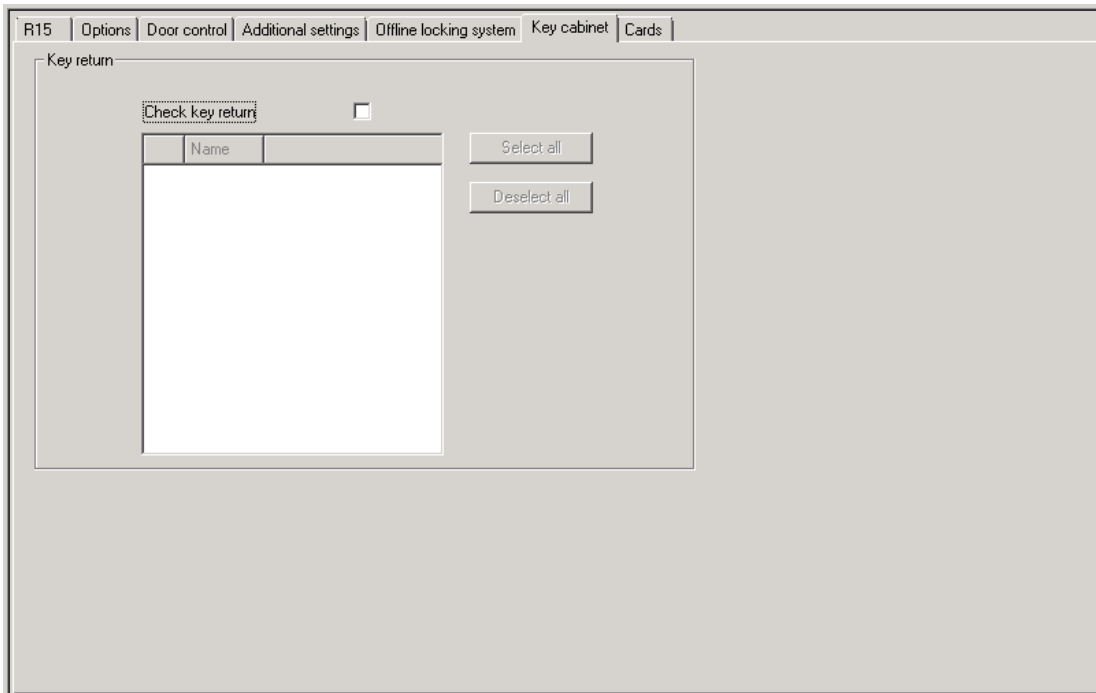 R15 Options Door control Additional settings Offline locking system Key cabinet Cards
Key return
Check key return
Name
Select all
Deselect all